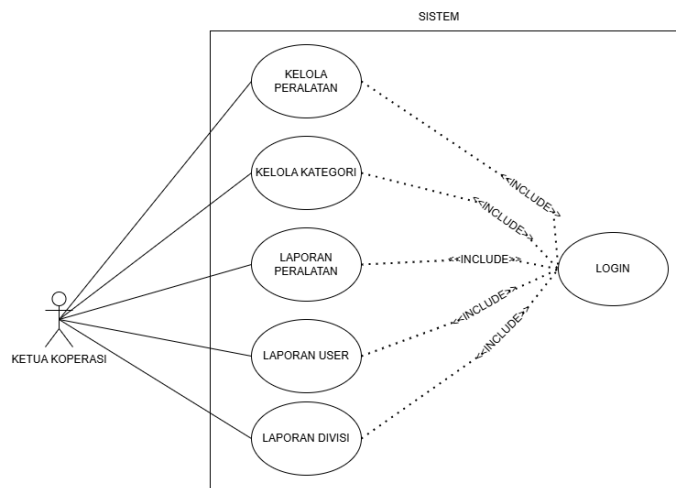 SISTEM
KELOLA
PERALATAN
<<INCLUDE>>
KELOLA KATEGORI
<<INCLUDE>>
LAPORAN
PERALATAN
<<INCLUDE>>
LOGIN
<<INCLUDE>>
KETUA KOPERASI
LAPORAN USER
<<INCLUDE>>
LAPORAN DIVISI